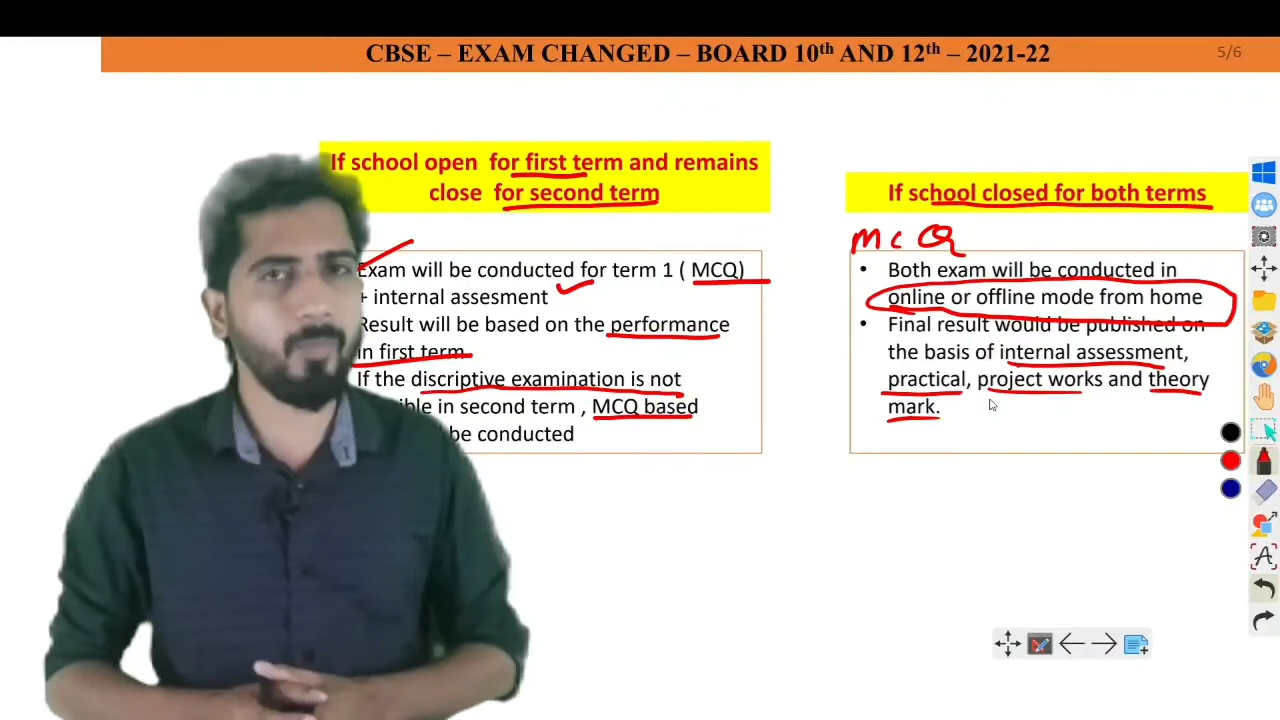 CBSE – EXAM CHANGED – BOARD 10th AND 12th – 2021-22
5/6
If school open for first term and remains
close for second term
Exam will be conducted for term 1 ( MCQ)
+ internal assesment
Result will be based on the performance
in first term
If the discriptive examination is not
in second term , MCQ based
be conducted
If school closed for both terms
MCQ
• Both exam will be conducted in
online or offline mode from home
• Final result would be published on
the basis of internal assessment,
practical, project works and theory
mark.
A